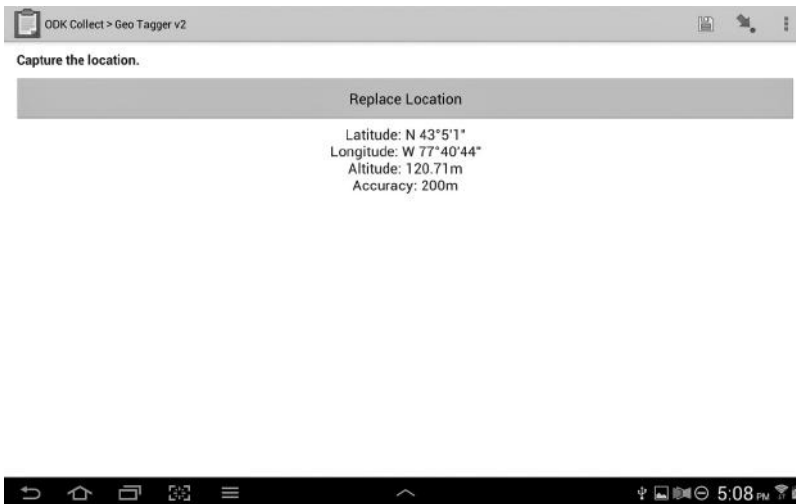 ODK Collect > Geo Tagger v2
Capture the location.
Replace Location
Latitude: N 43°5'1"
Longitude: W 77°40'44"
Altitude: 120.71m
Accuracy: 200m
5:08 PM